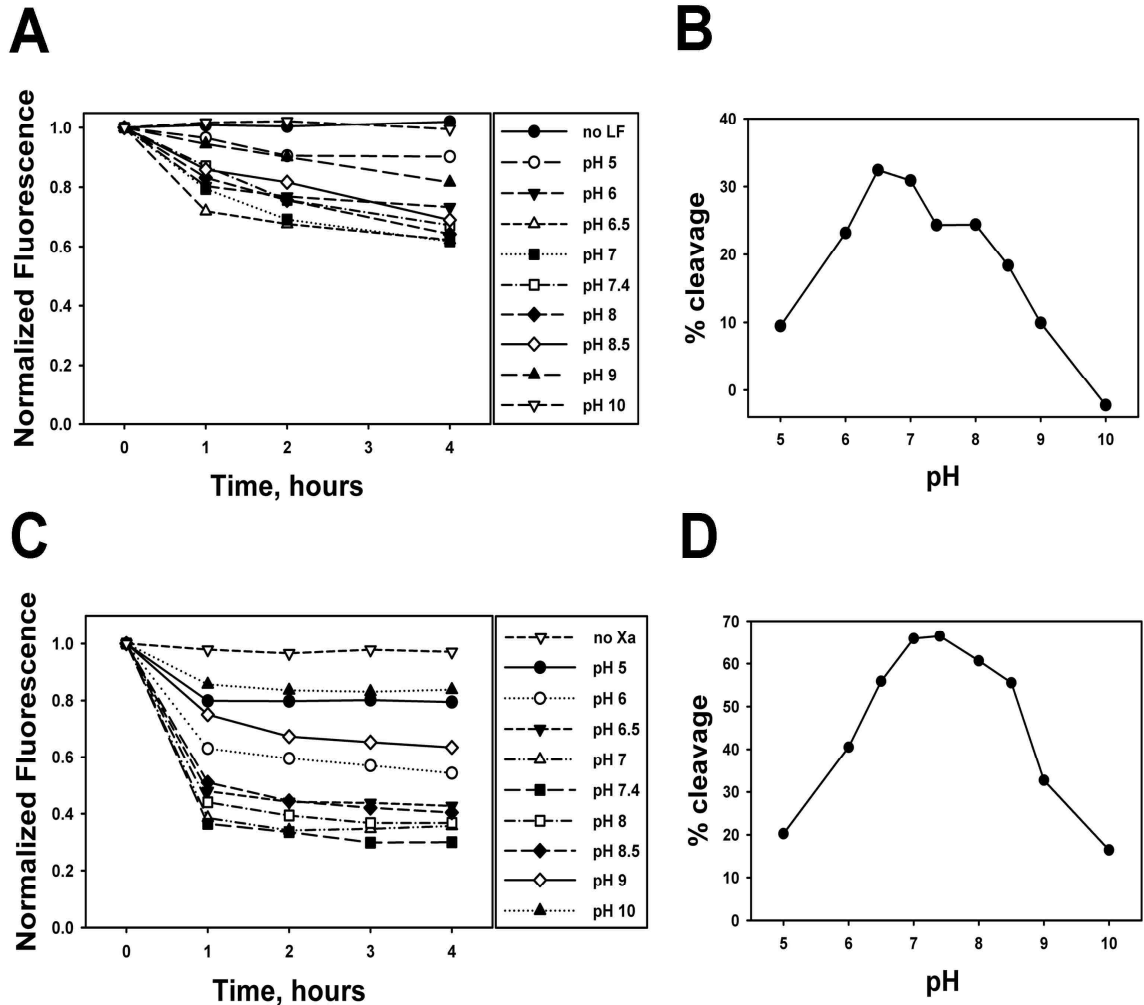 A
Normalized Fluorescence
1.0
0.8
0.6
0.4
0.2
0.0
0 1 2 3 4
Time, hours
no LF
pH 5
pH 6
pH 6.5
pH 7
pH 7.4
pH 8
pH 8.5
pH 9
pH 10
B
% cleavage
40
30
20
10
0
5 6 7 8 9 10
pH
C
Normalized Fluorescence
1.0
0.8
0.6
0.4
0.2
0.0
0 1 2 3 4
Time, hours
no Xa
pH 5
pH 6
pH 6.5
pH 7
pH 7.4
pH 8
pH 8.5
pH 9
pH 10
D
% cleavage
70
60
50
40
30
20
10
0
5 6 7 8 9 10
pH